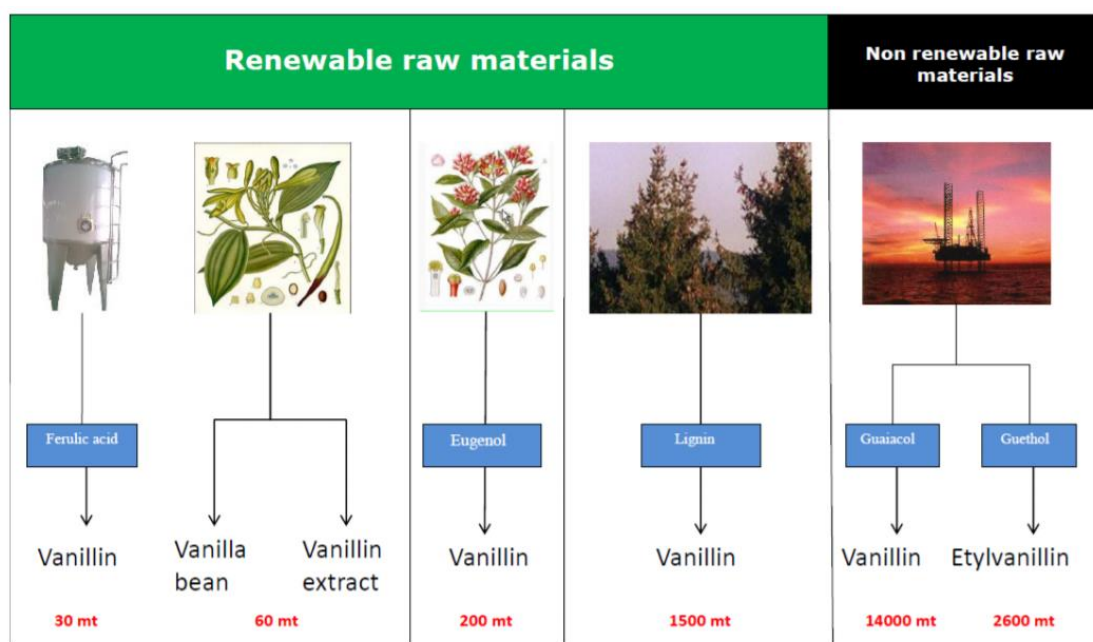 Renewable raw materials
Non renewable raw
materials
Ferulic acid
Eugenol
Lignin
Guaiacol
Guethol
Vanillin
Vanilla
bean
Vanillin
extract
Vanillin
Vanillin
Vanillin
Etylvanillin
30 mt
60 mt
200 mt
1500 mt
14000 mt
2600 mt